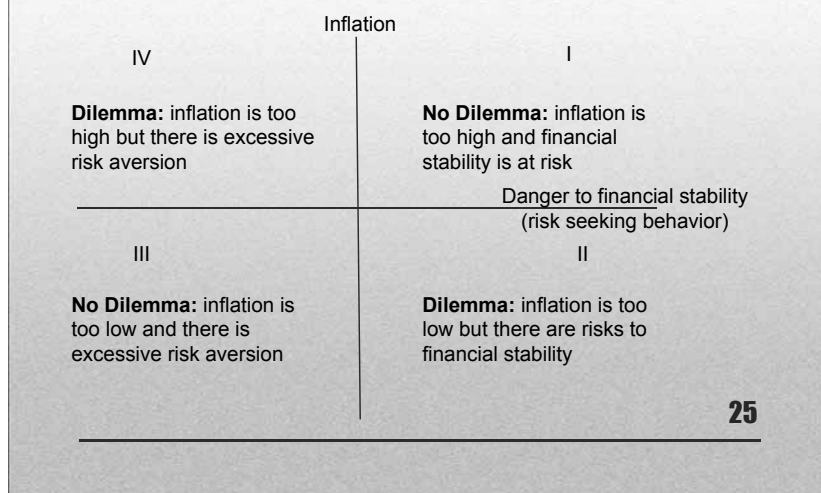 Inflation
IV
Dilemma: inflation is too
high but there is excessive
risk aversion
I
No Dilemma: inflation is
too high and financial
stability is at risk
Danger to financial stability
(risk seeking behavior)
III
No Dilemma: inflation is
too low and there is
excessive risk aversion
II
Dilemma: inflation is too
low but there are risks to
financial stability
25